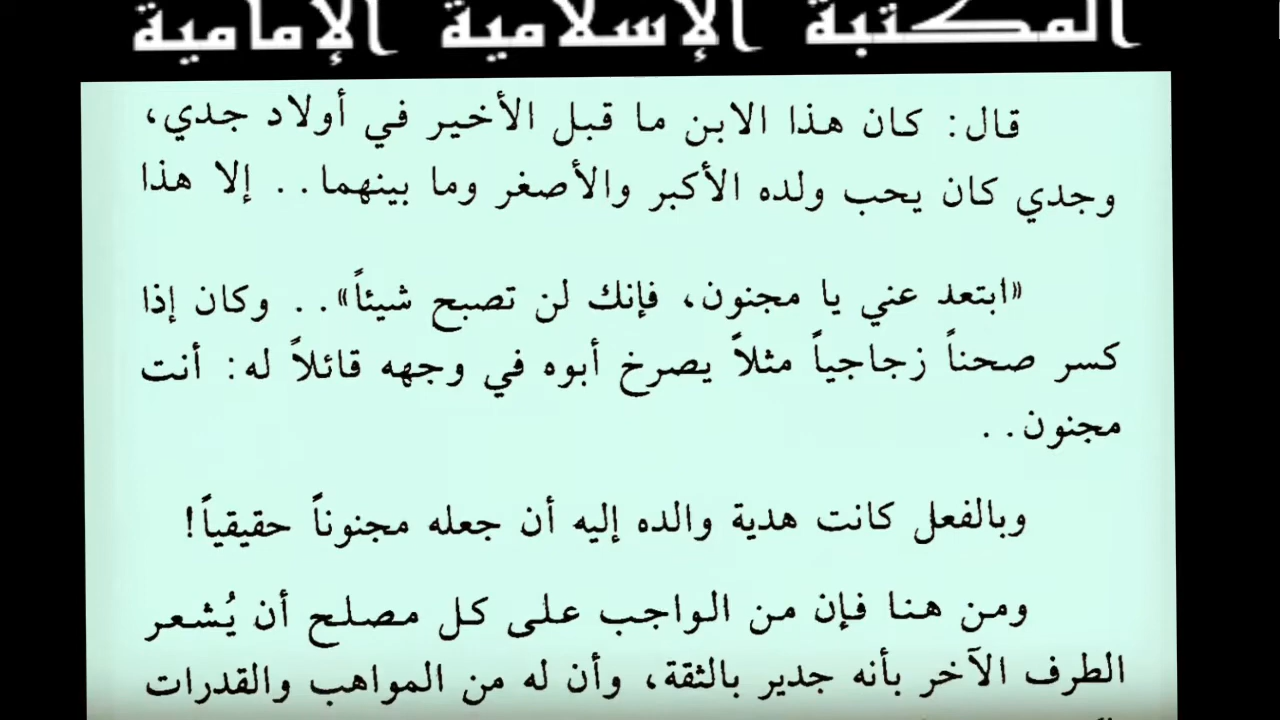 المكتبة الإسلامية الإمامية
قال: كان هذا الابن ما قبل الأخير في أولاد جدي،
وجدي كان يحب ولده الأكبر والأصغر وما بينهما.. إلا هذا
«ابتعد عني يا مجنون، فإنك لن تصبح شيئاً».. وكان إذا
كسر صحناً زجاجياً مثلاً يصرخ أبوه في وجهه قائلاً له: أنت
مجنون..
وبالفعل كانت هدية والده إليه أن جعله مجنوناً حقيقياً!
ومن هنا فإن من الواجب على كل مصلح أن يُشعر
الطرف الآخر بأنه جدير بالثقة، وأن له من المواهب والقدرات